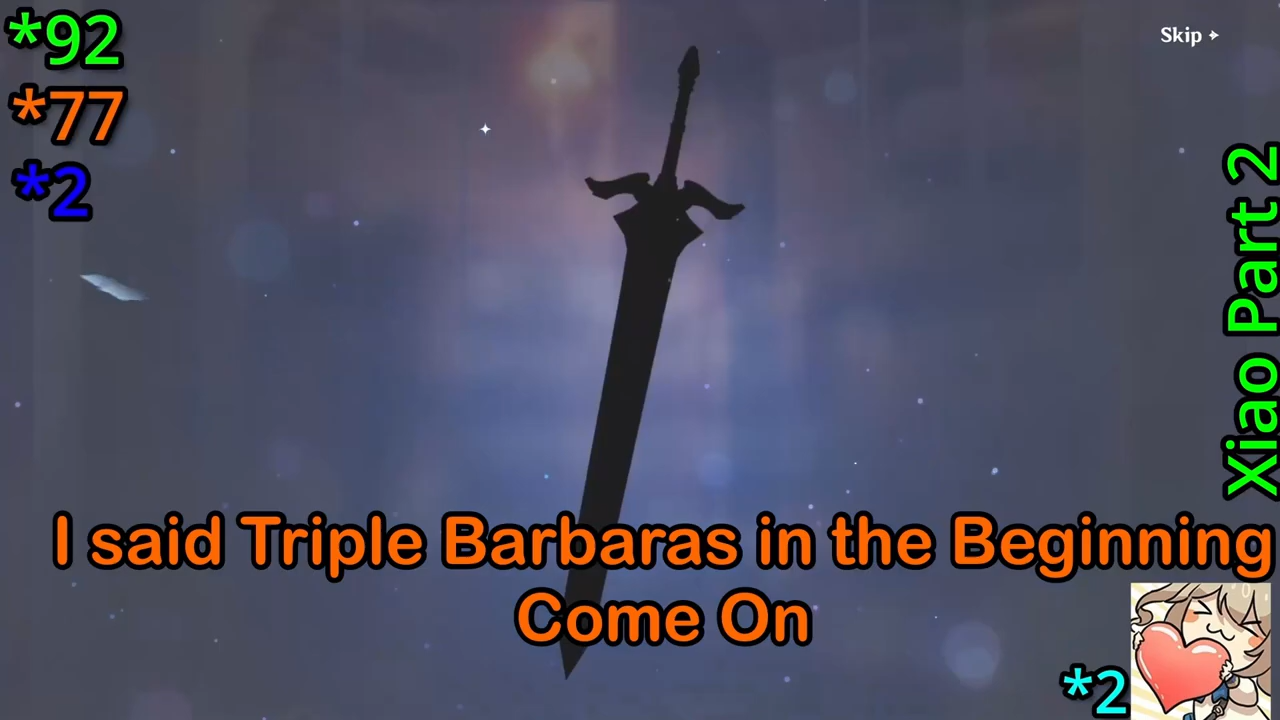 *92
Skip
*77
*2
Xiao Part 2
I said Triple Barbaras in the Beginning
Come On
*2